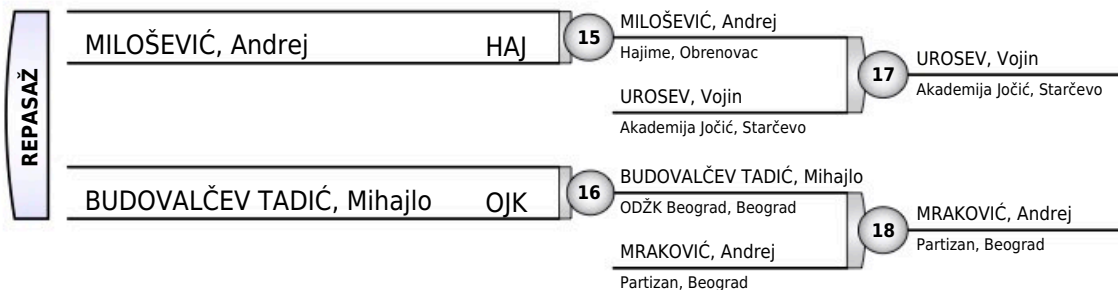 REPASAŽ
MILOŠEVIĆ, Andrej HAJ
15
MILOŠEVIĆ, Andrej
Hajime, Obrenovac
UROSEV, Vojin
Akademija Jočić, Starčevo
17
UROSEV, Vojin
Akademija Jočić, Starčevo
BUDOVALČEV TADIĆ, Mihajlo OJK
16
BUDOVALČEV TADIĆ, Mihajlo
ODŽK Beograd, Beograd
MRAKOVIĆ, Andrej
Partizan, Beograd
18
MRAKOVIĆ, Andrej
Partizan, Beograd